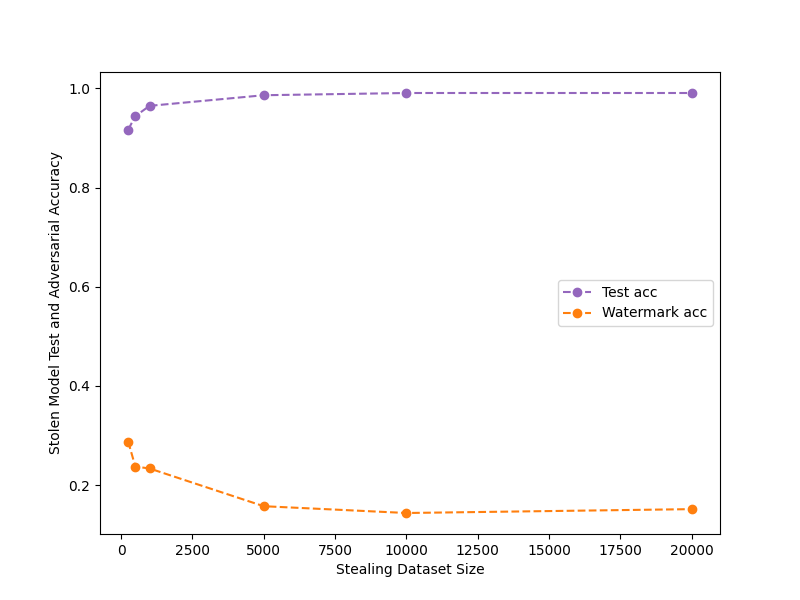 1.0
0.8
0.6
0.4
0.2
Stolen Model Test and Adversarial Accuracy
Test acc
Watermark acc
0 2500 5000 7500 10000 12500 15000 17500 20000
Stealing Dataset Size